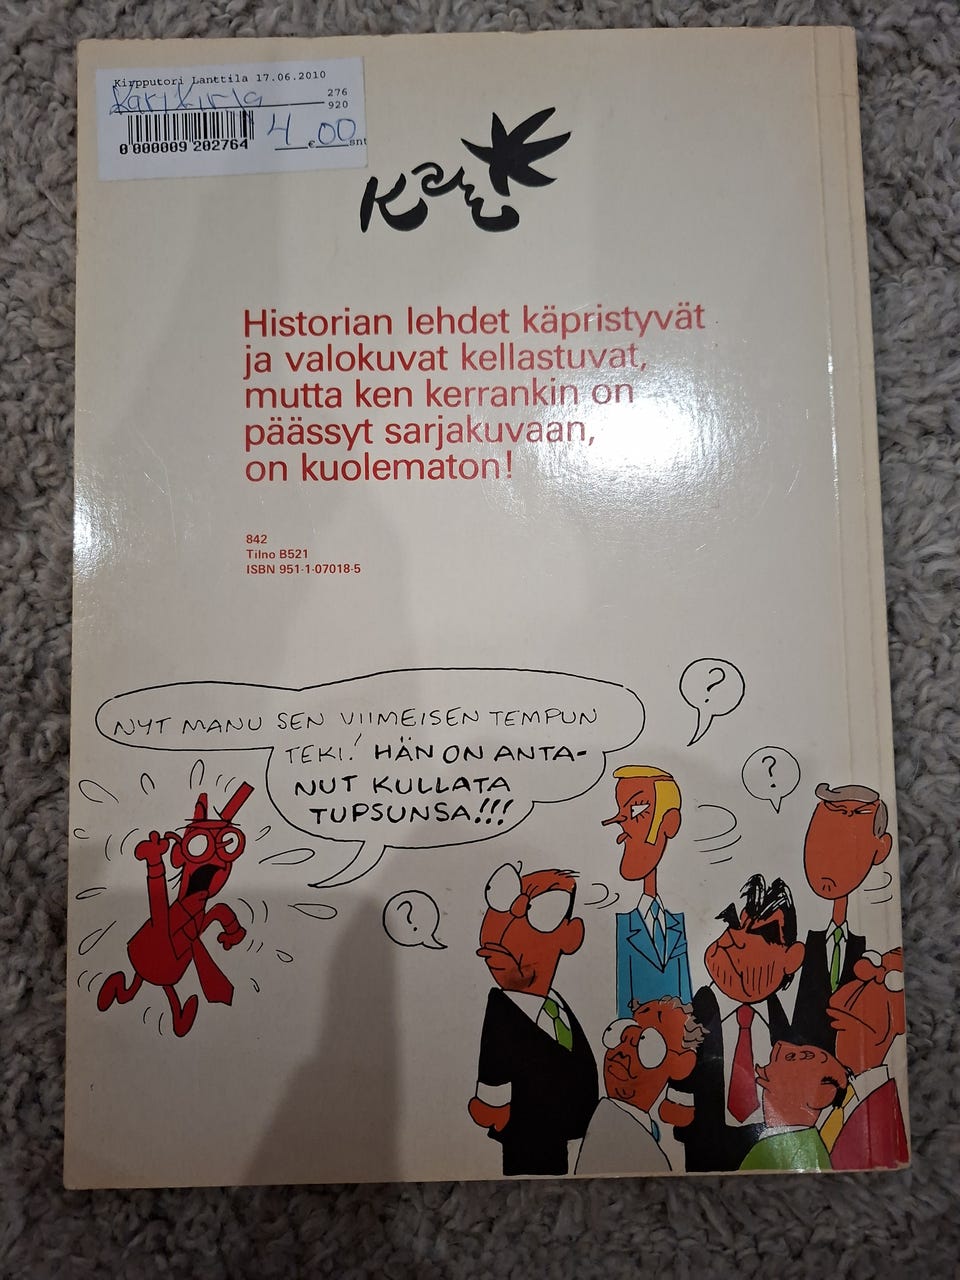 Kirpputori Lanttila 17.06.2010
Kari Kirja
276
920
4 € 00 snt
0 000009 202764
Kari
Historian lehdet käpristyvät
ja valokuvat kellastuvat,
mutta ken kerrankin on
päässyt sarjakuvaan,
on kuolematon!
842
Tilno B521
ISBN 951-1-07018-5
?
NYT MANU SEN VIIMEISEN TEMPUN
TEKI! HÄN ON ANTA-
NUT KULLATA
TUPSUNSA!!!
?
?